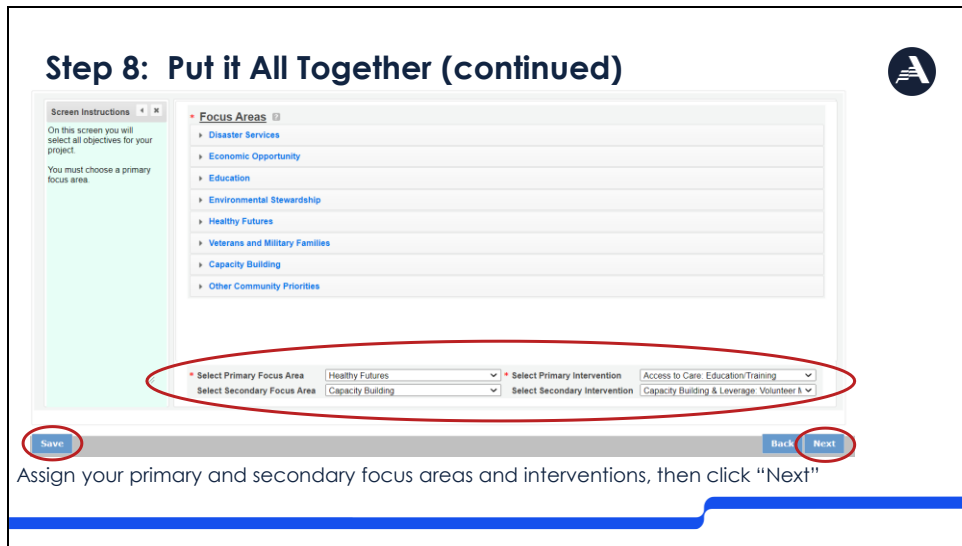 Step 8: Put it All Together (continued)
Screen Instructions
On this screen you will
select all objectives for your
project.
You must choose a primary
focus area.
* Focus Areas
Disaster Services
Economic Opportunity
Education
Environmental Stewardship
Healthy Futures
Veterans and Military Families
Capacity Building
Other Community Priorities
* Select Primary Focus Area Healthy Futures * Select Primary Intervention Access to Care: Education/Training
Select Secondary Focus Area Capacity Building Select Secondary Intervention Capacity Building & Leverage: Volunteer
Save Back Next
Assign your primary and secondary focus areas and interventions, then click “Next”